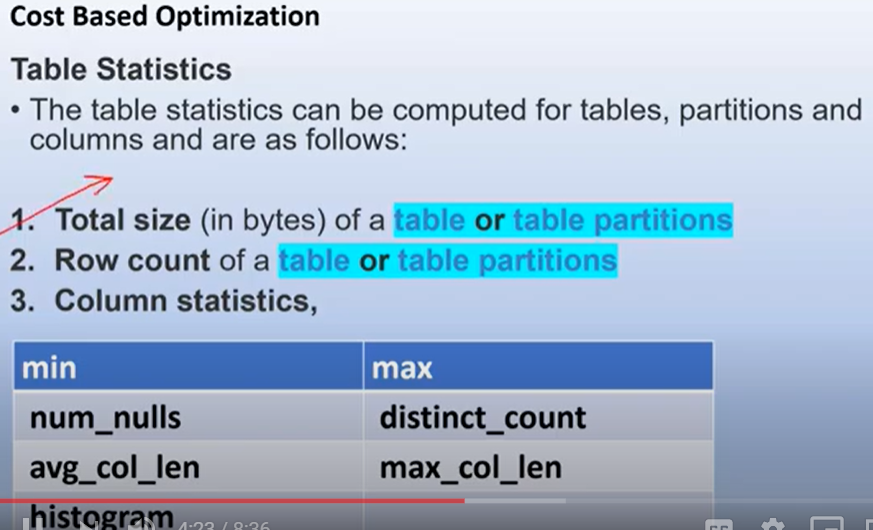 Cost Based Optimization
Table Statistics
• The table statistics can be computed for tables, partitions and
columns and are as follows:
1. Total size (in bytes) of a table or table partitions
2. Row count of a table or table partitions
3. Column statistics,
min max
num_nulls distinct_count
avg_col_len max_col_len
histogram
4:23 / 8:36
CC